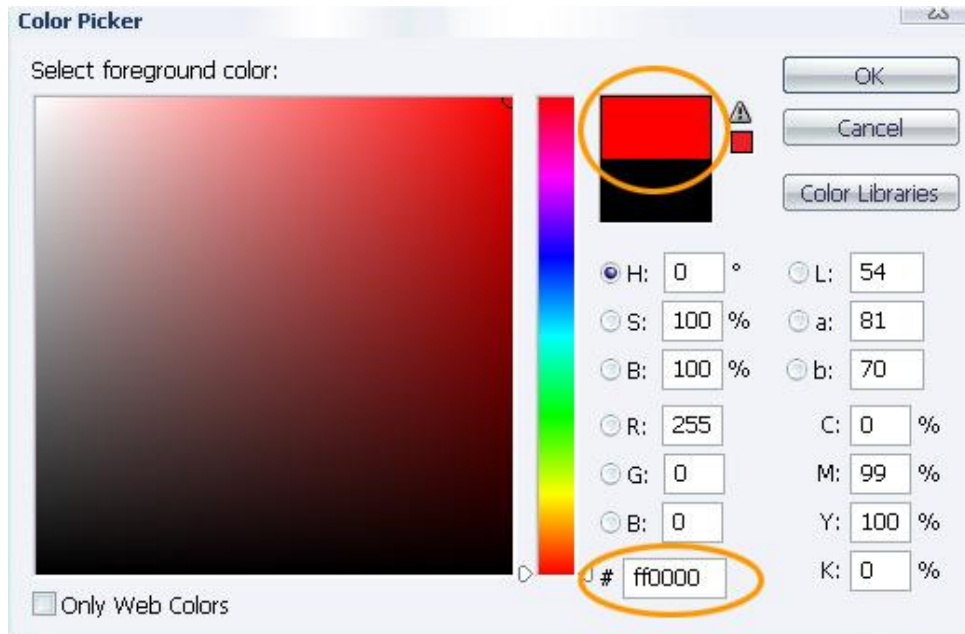 Color Picker
Select foreground color:
OK
Cancel
Color Libraries
H: 0 °
S: 100 %
B: 100 %
R: 255
G: 0
B: 0
# ff0000
L: 54
a: 81
b: 70
C: 0 %
M: 99 %
Y: 100 %
K: 0 %
Only Web Colors